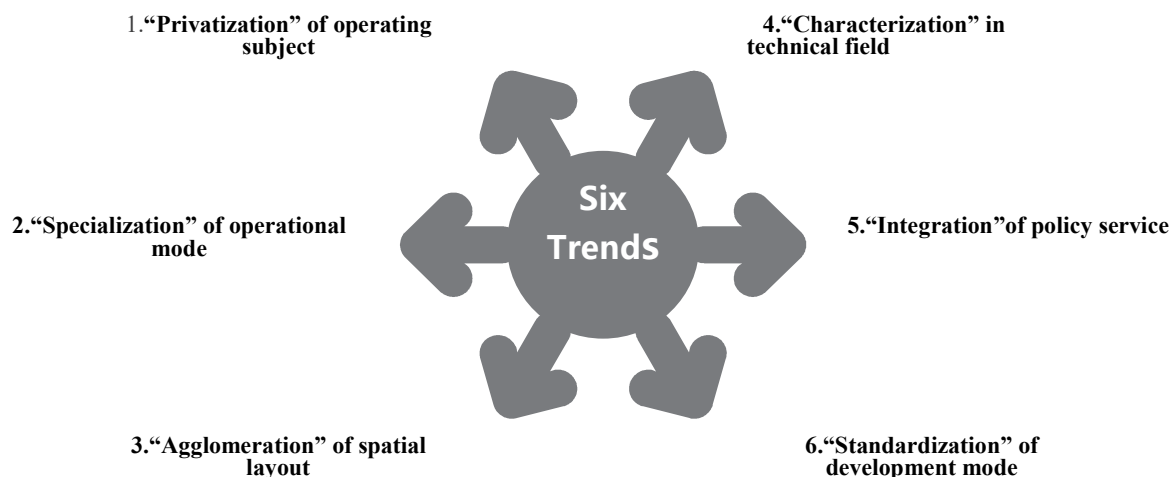 1.“Privatization” of operating
subject
2.“Specialization” of operational
mode
3.“Agglomeration” of spatial
layout
Six
Trends
4.“Characterization” in
technical field
5.“Integration”of policy service
6.“Standardization” of
development mode